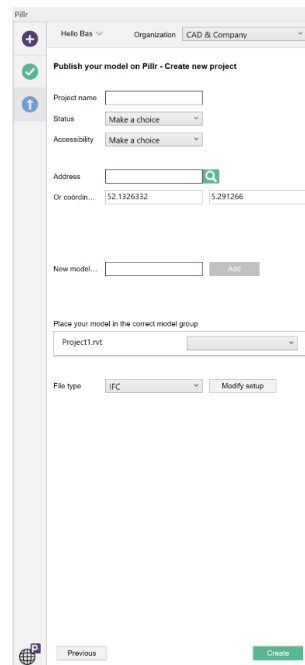 Pillr
Hello Bas Organization CAD & Company
Publish your model on Pillr - Create new project
Project name
Status Make a choice
Accessibility Make a choice
Address
Or coördin... 52.1326332 5.291266
New model... Add
Place your model in the correct model group
Project1.rvt
File type IFC Modify setup
P
Previous Create